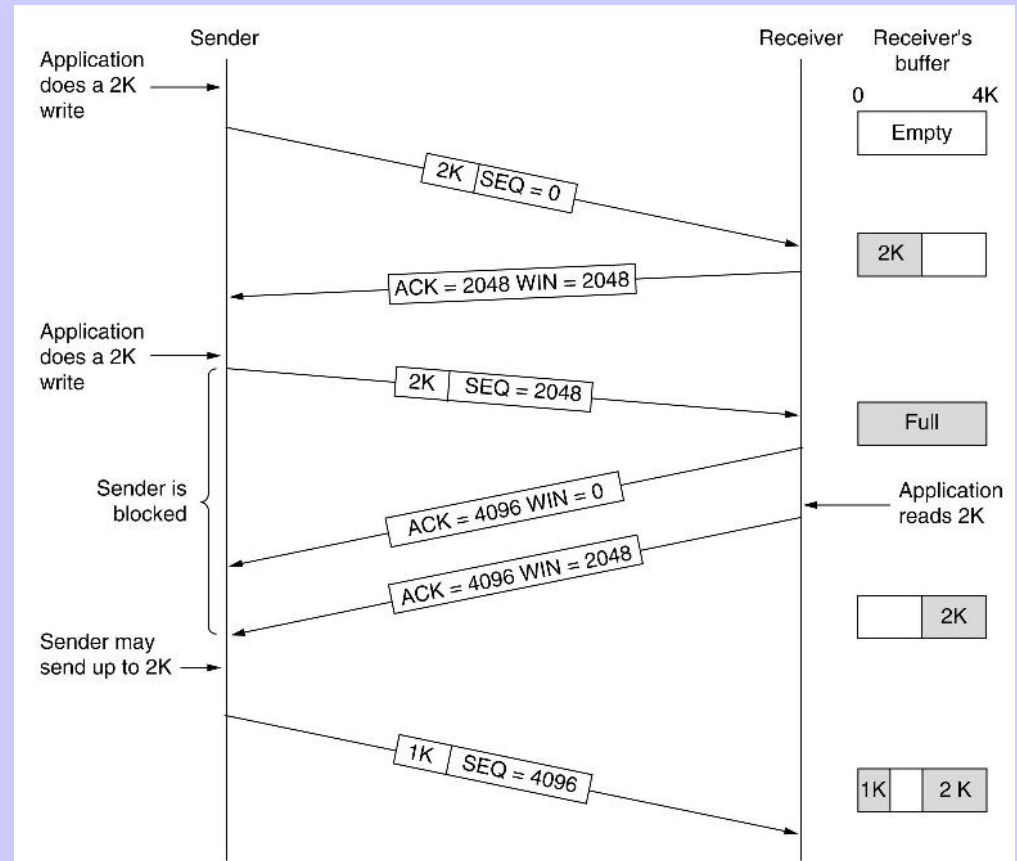 Sender
Receiver
Receiver's
buffer
Application
does a 2K
write
0 4K
Empty
2K SEQ = 0
2K
ACK = 2048 WIN = 2048
Application
does a 2K
write
2K SEQ = 2048
Full
Sender is
blocked
ACK = 4096 WIN = 0
Application
reads 2K
ACK = 4096 WIN = 2048
2K
Sender may
send up to 2K
1K SEQ = 4096
1K 2 K